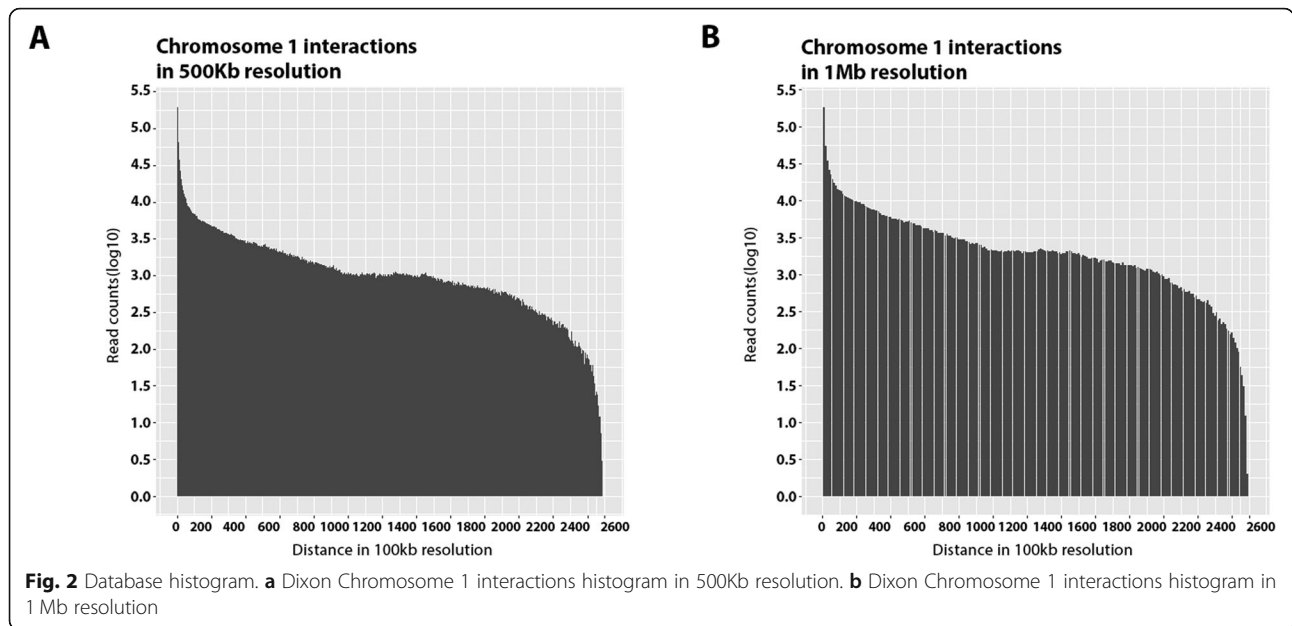 A
Chromosome 1 interactions
in 500Kb resolution
5.5
5.0
4.5
4.0
3.5
3.0
2.5
2.0
1.5
1.0
0.5
0.0
Read counts(log10)
0 200 400 600 800 1000 1200 1400 1600 1800 2000 2200 2400 2600
Distance in 100kb resolution
B
Chromosome 1 interactions
in 1Mb resolution
5.5
5.0
4.5
4.0
3.5
3.0
2.5
2.0
1.5
1.0
0.5
0.0
Read counts(log10)
0 200 400 600 800 1000 1200 1400 1600 1800 2000 2200 2400 2600
Distance in 100kb resolution
Fig. 2 Database histogram. a Dixon Chromosome 1 interactions histogram in 500Kb resolution. b Dixon Chromosome 1 interactions histogram in
1 Mb resolution